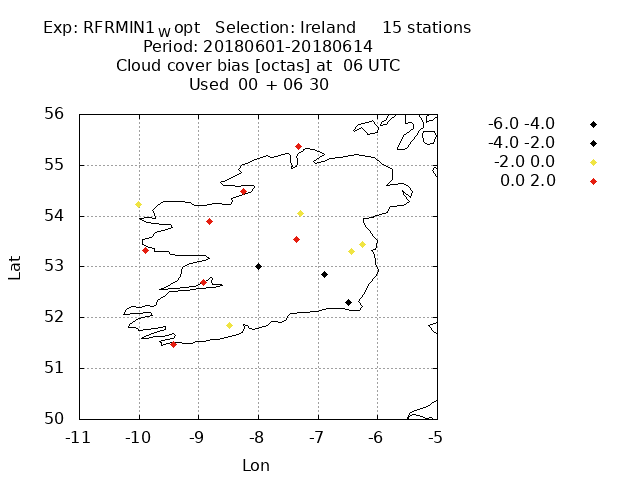 Exp: RFRMIN1 w opt Selection: Ireland 15 stations
Period: 20180601-20180614
Cloud cover bias [octas] at 06 UTC
Used 00 + 06 30
-6.0 -4.0
-4.0 -2.0
-2.0 0.0
0.0 2.0
56
55
54
53
52
51
50
Lat
-11 -10 -9 -8 -7 -6 -5
Lon